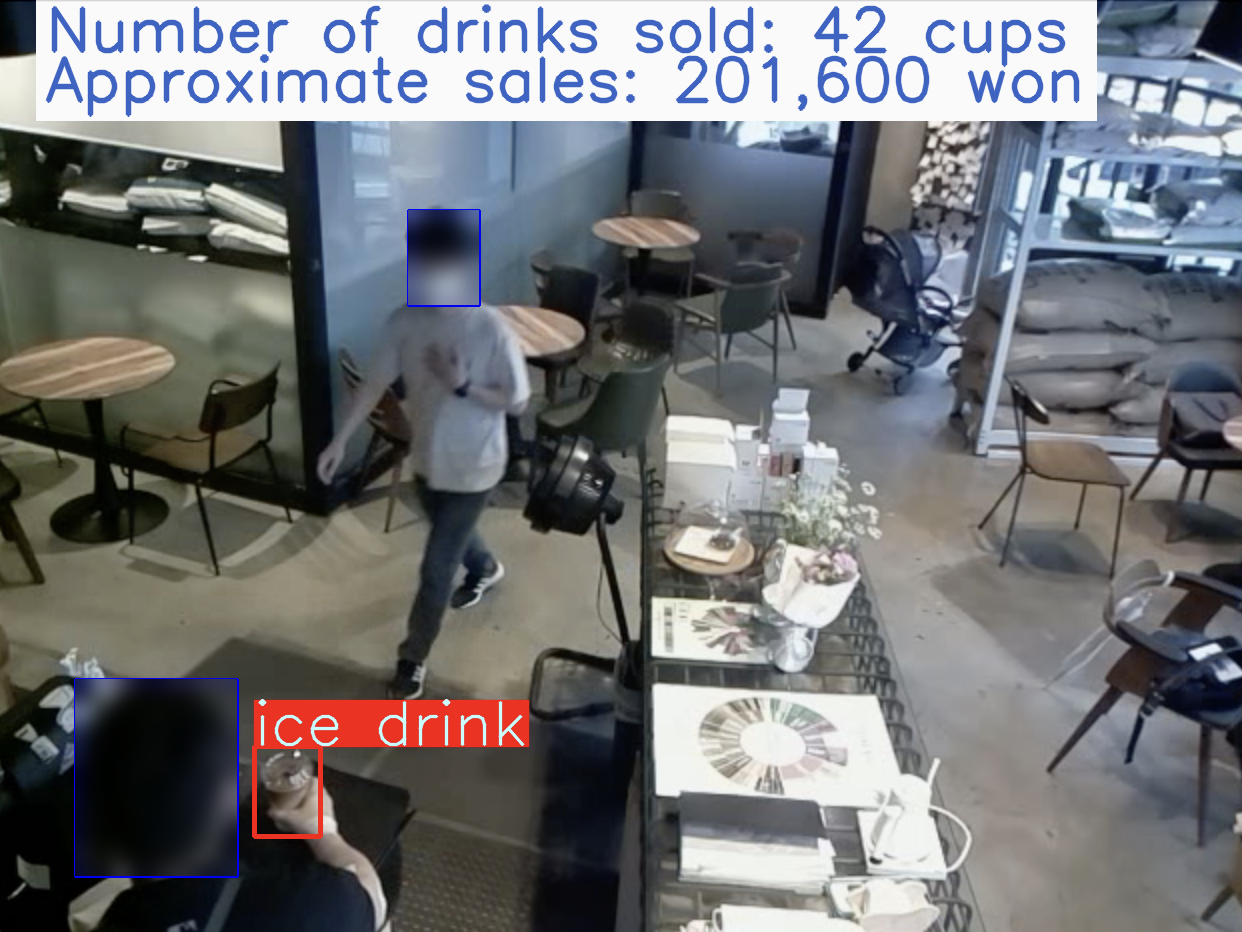 Number of drinks sold: 42 cups
Approximate sales: 201,600 won
ice drink